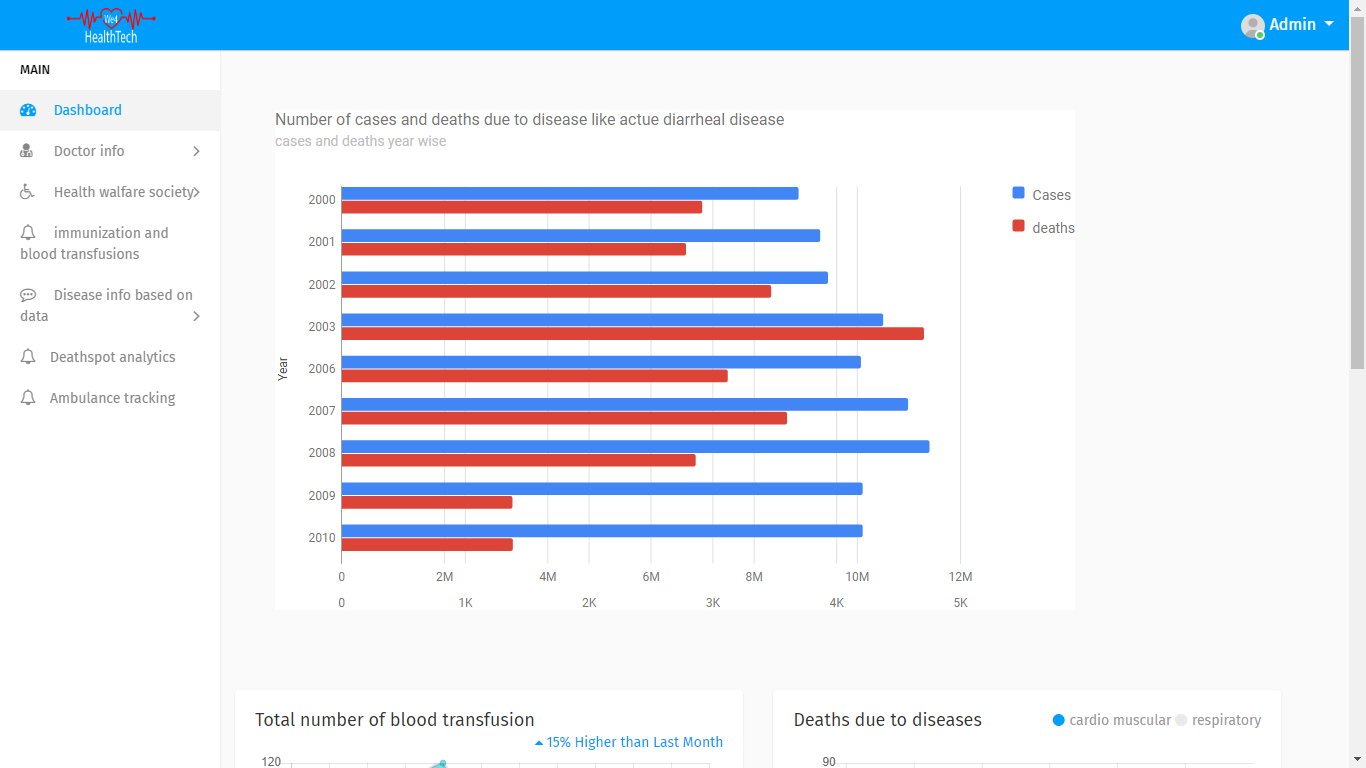 We4
HealthTech
Admin
MAIN
Dashboard
Doctor info
Health walfare society
immunization and
blood transfusions
Disease info based on
data
Deathspot analytics
Ambulance tracking
Number of cases and deaths due to disease like actue diarrheal disease
cases and deaths year wise
Cases
deaths
Year
2000
2001
2002
2003
2006
2007
2008
2009
2010
0 2M 4M 6M 8M 10M 12M
0 1K 2K 3K 4K 5K
Total number of blood transfusion
15% Higher than Last Month
120
Deaths due to diseases
cardio muscular respiratory
90